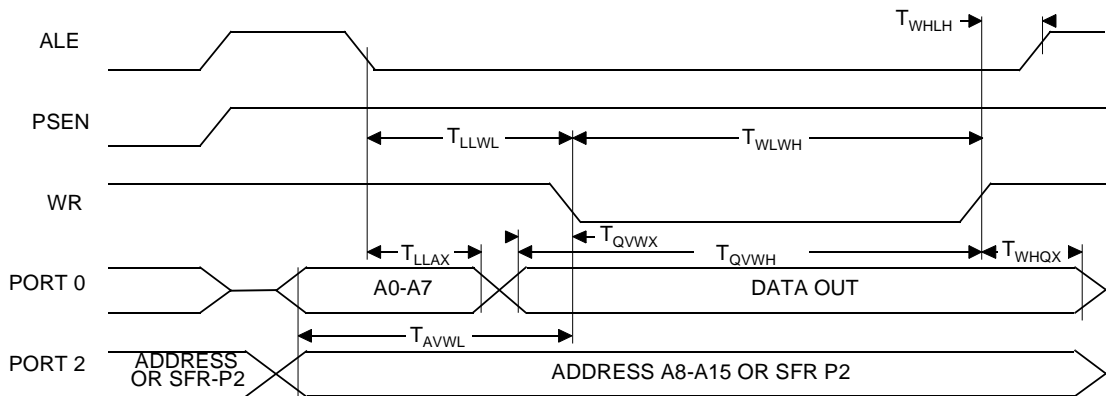 ALE
TWHLH
PSEN
TLLWL
TWLWH
WR
TQVWX
TLLAX
TQVWH
TWHQX
PORT 0
A0-A7
DATA OUT
TAVWL
PORT 2
ADDRESS
OR SFR-P2
ADDRESS A8-A15 OR SFR P2